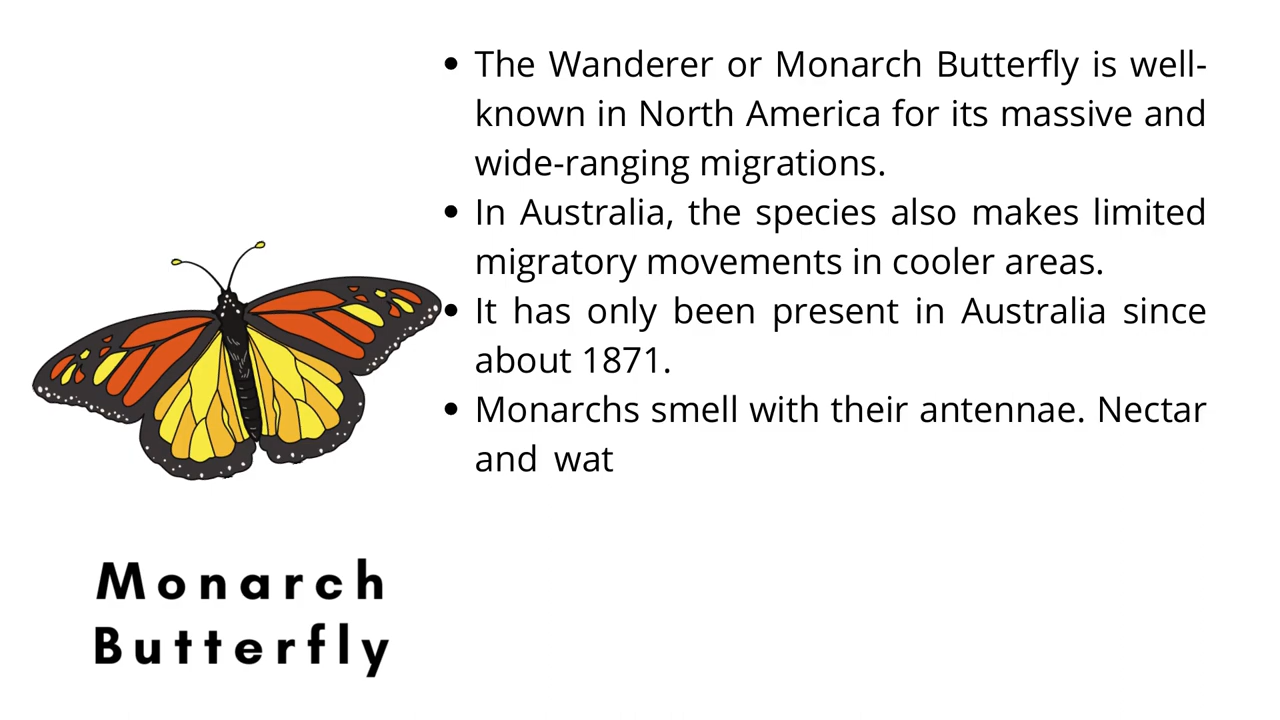 • The Wanderer or Monarch Butterfly is well-
known in North America for its massive and
wide-ranging migrations.
• In Australia, the species also makes limited
migratory movements in cooler areas.
• It has only been present in Australia since
about 1871.
• Monarchs smell with their antennae. Nectar
and wat
Monarch
Butterfly